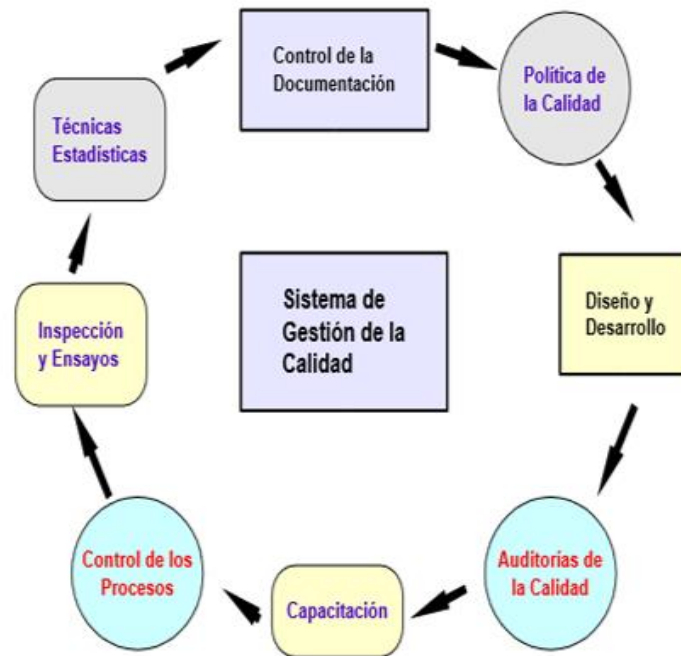 Control de la
Documentación
Política de
la Calidad
Diseño y
Desarrollo
Auditorías de
la Calidad
Capacitación
Control de los
Procesos
Inspección
y Ensayos
Técnicas
Estadísticas
Sistema de
Gestión de la
Calidad